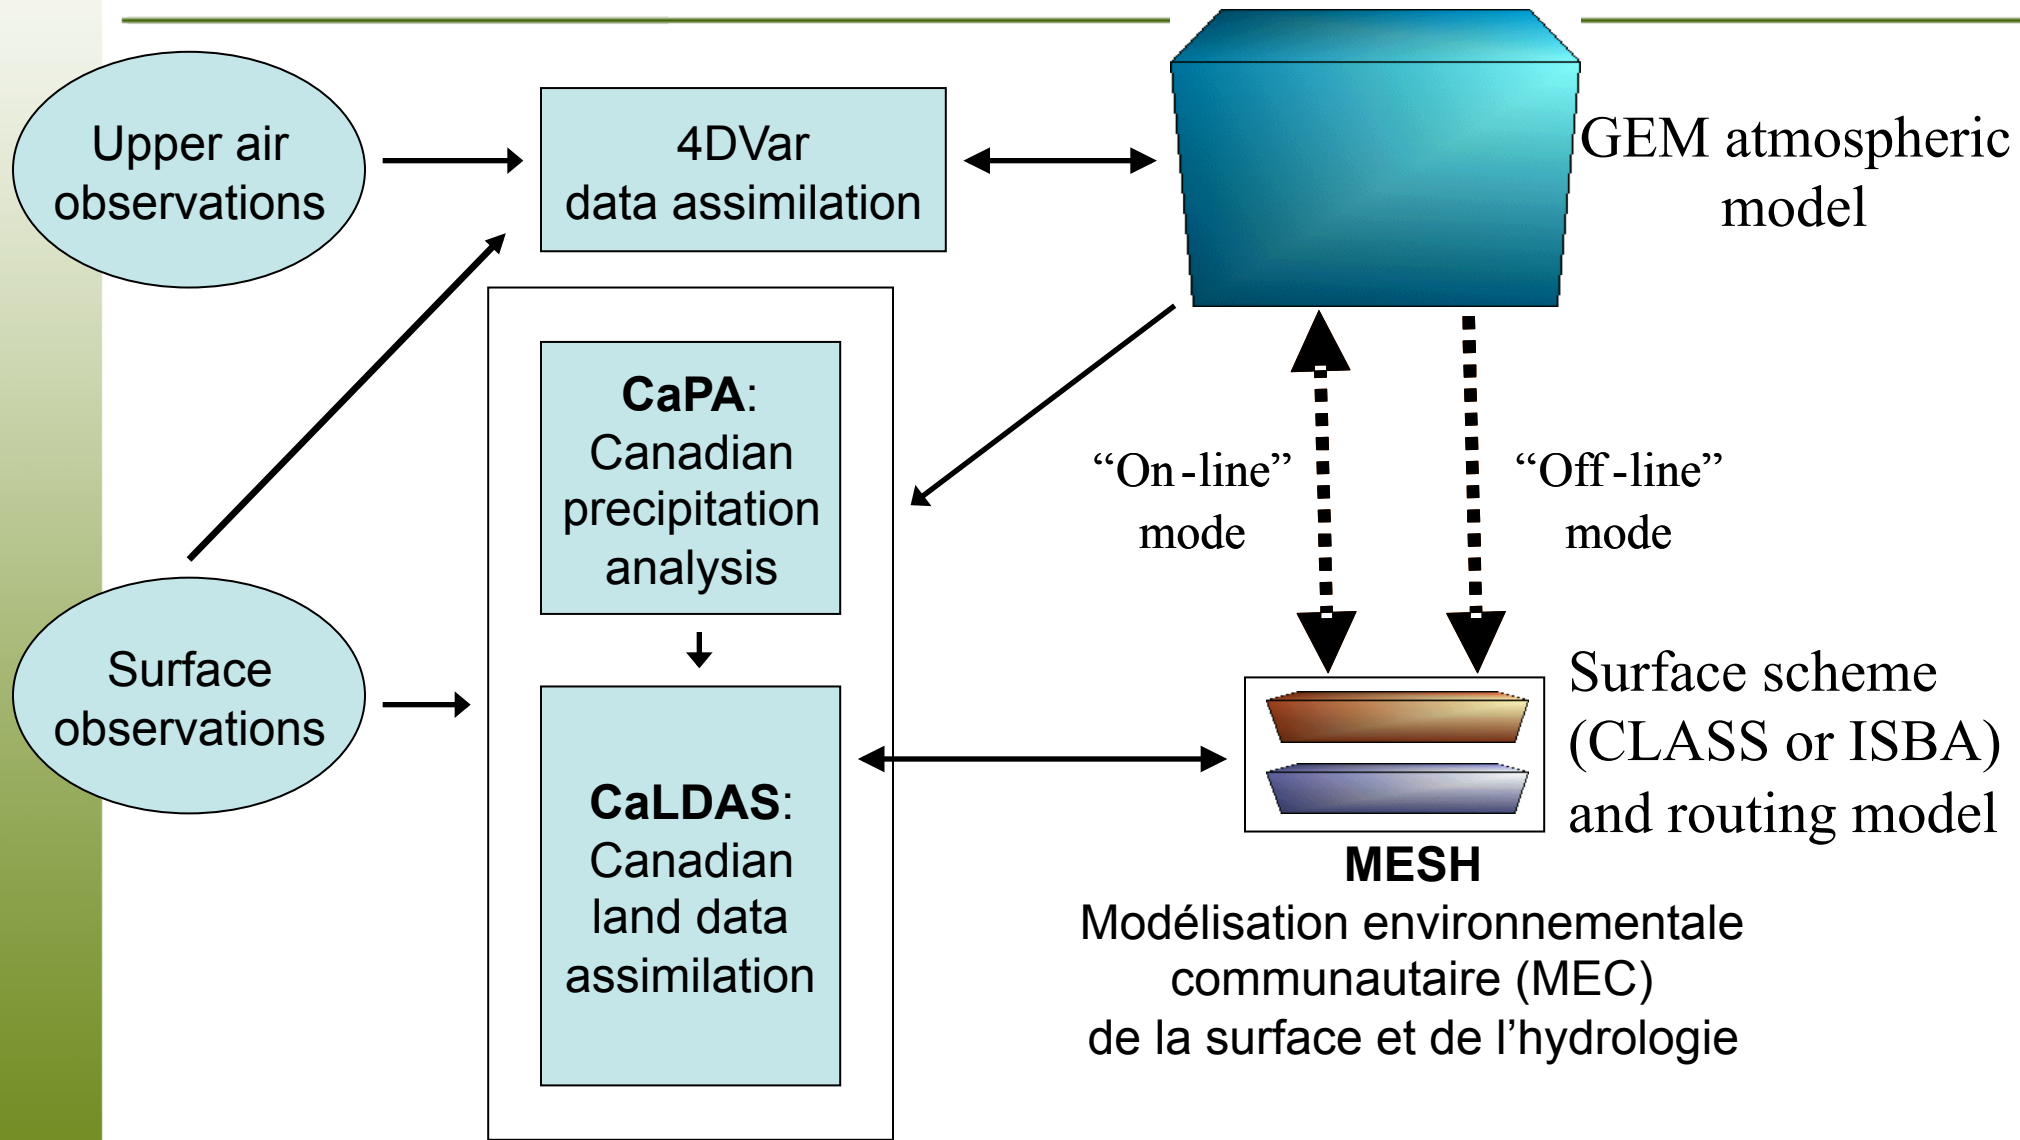 Upper air
observations
4DVar
data assimilation
GEM atmospheric
model
CaPA:
Canadian
precipitation
analysis
“On-line”
mode
“Off-line”
mode
Surface
observations
CaLDAS:
Canadian
land data
assimilation
Surface scheme
(CLASS or ISBA)
and routing model
MESH
Modélisation environnementale
communautaire (MEC)
de la surface et de l’hydrologie